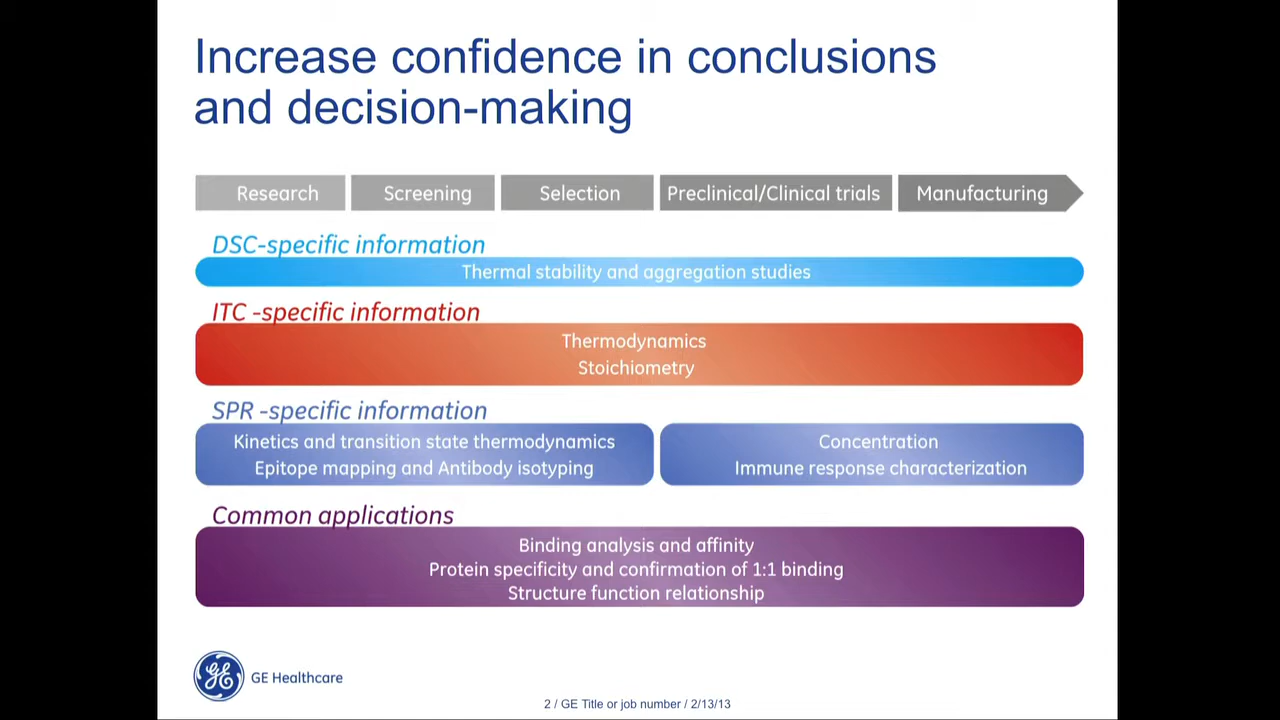 Increase confidence in conclusions
and decision-making
Research
Screening
Selection
Preclinical/Clinical trials
Manufacturing
DSC-specific information
Thermal stability and aggregation studies
ITC -specific information
Thermodynamics
Stoichiometry
SPR -specific information
Kinetics and transition state thermodynamics
Epitope mapping and Antibody isotyping
Concentration
Immune response characterization
Common applications
Binding analysis and affinity
Protein specificity and confirmation of 1:1 binding
Structure function relationship
GE
GE Healthcare
2 / GE Title or job number / 2/13/13